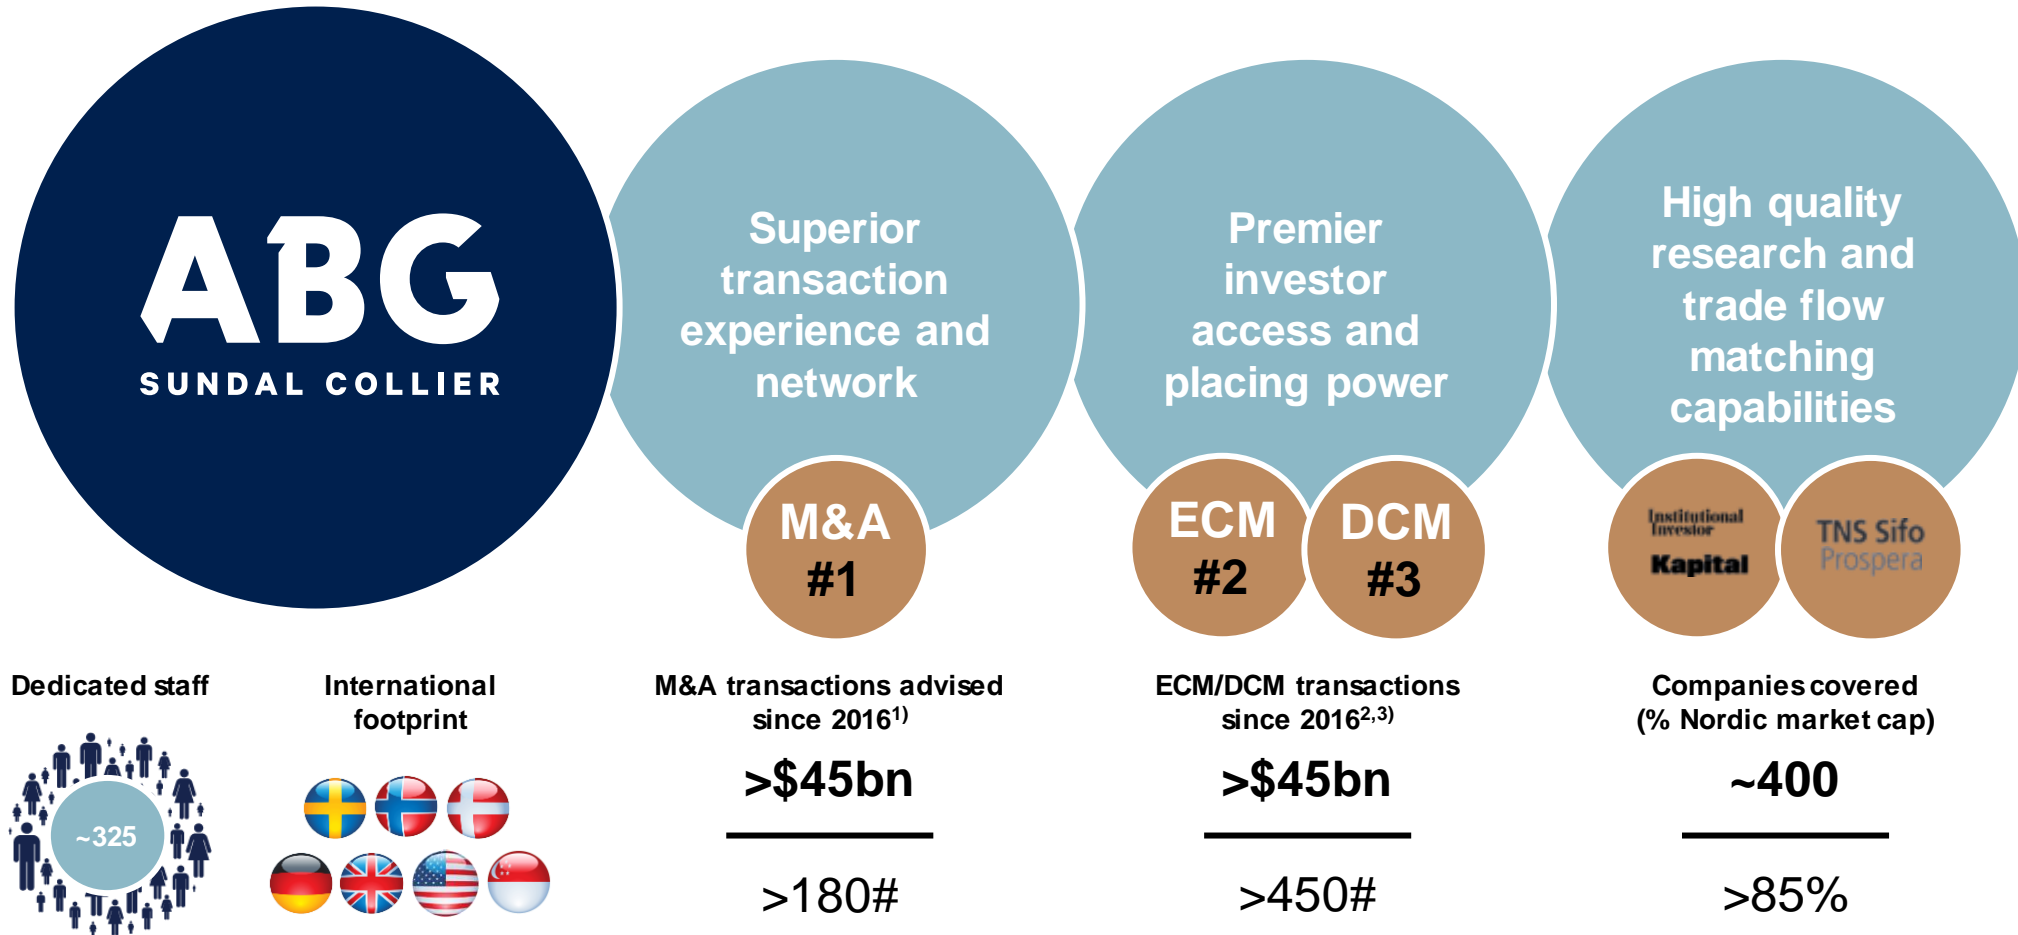 ABG
SUNDAL COLLIER
Superior
transaction
experience and
network
M&A
#1
Premier
investor
access and
placing power
ECM
#2
DCM
#3
High quality
research and
trade flow
matching
capabilities
Institutional
Investor
Kapital
TNS Sifo
Prospera
Dedicated staff
~325
International
footprint
M&A transactions advised
since 2016¹⁾
>$45bn
>180#
ECM/DCM transactions
since 2016²,³⁾
>$45bn
>450#
Companies covered
(% Nordic market cap)
~400
>85%